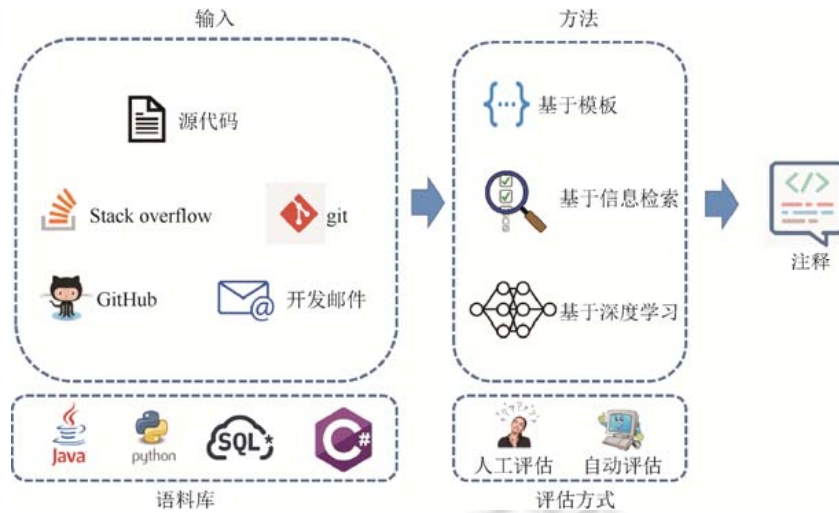 输入
源代码
Stack overflow
git
GitHub
开发邮件
Java
python
SQL*
C#
语料库
方法
{...}
基于模板
基于信息检索
基于深度学习
????
人工评估
自动评估
评估方式
</>
注释